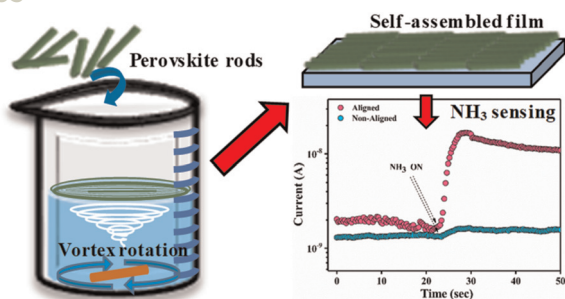 Perovskite rods
Vortex rotation
Self-assembled film
NH₃ sensing
Aligned
Non-Aligned
NH₃ ON
Current (A)
10⁻⁸
10⁻⁹
0 10 20 30 40 50
Time (sec)